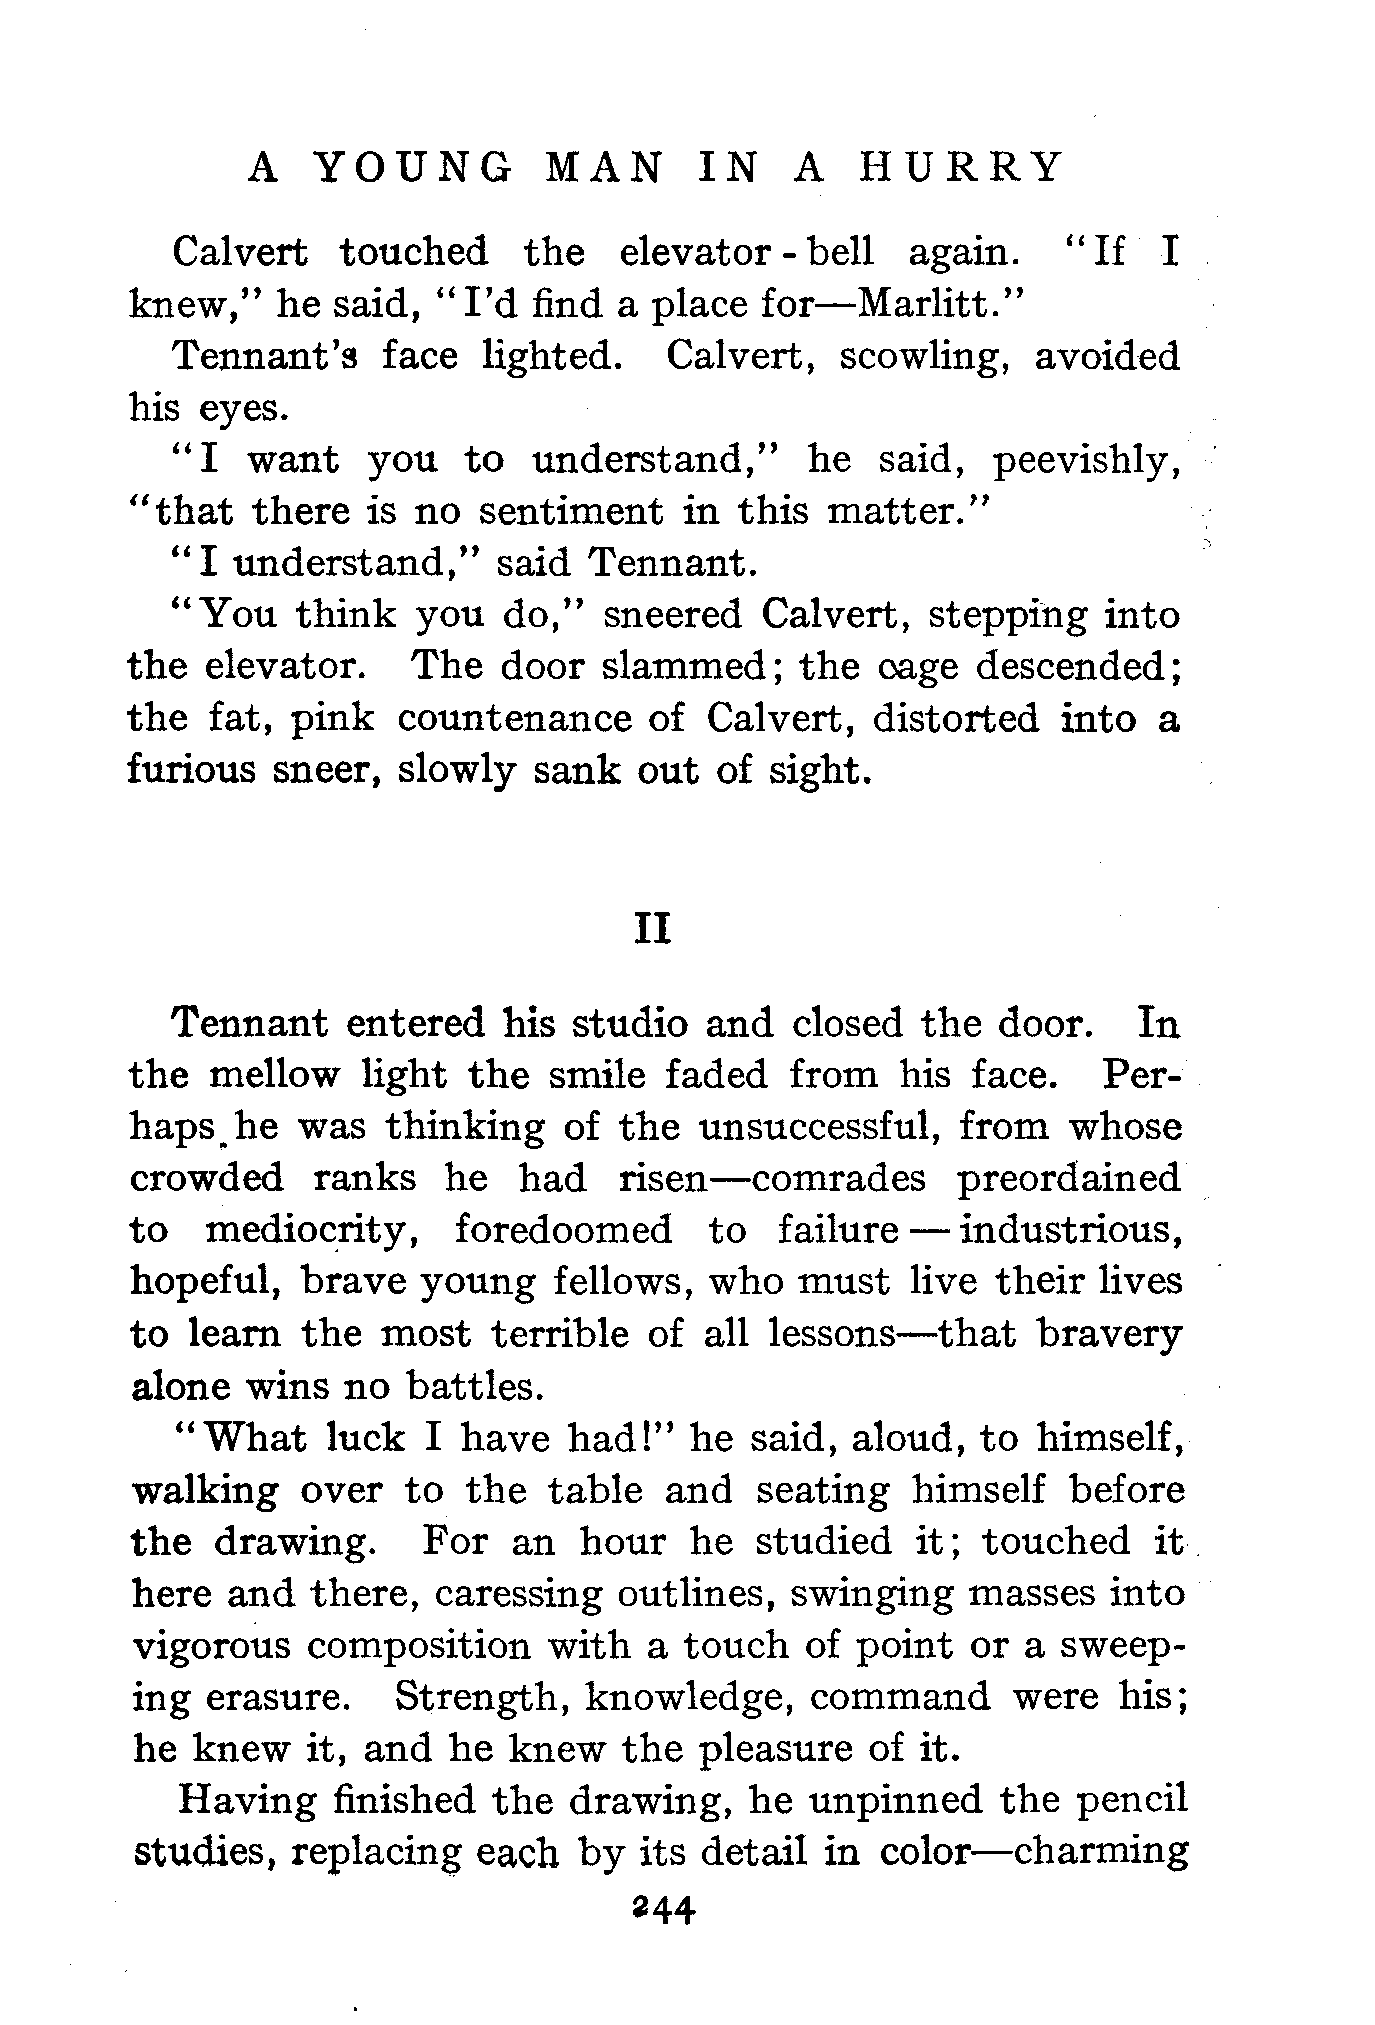 A YOUNG MAN IN A HURRY
Calvert touched the elevator-bell again. "If I
knew," he said, "I'd find a place for—Marlitt."
Tennant's face lighted. Calvert, scowling, avoided
his eyes.
"I want you to understand," he said, peevishly,
"that there is no sentiment in this matter."
"I understand," said Tennant.
"You think you do," sneered Calvert, stepping into
the elevator. The door slammed; the cage descended;
the fat, pink countenance of Calvert, distorted into a
furious sneer, slowly sank out of sight.
II
Tennant entered his studio and closed the door. In
the mellow light the smile faded from his face. Per-
haps he was thinking of the unsuccessful, from whose
crowded ranks he had risen—comrades preordained
to mediocrity, foredoomed to failure — industrious,
hopeful, brave young fellows, who must live their lives
to learn the most terrible of all lessons—that bravery
alone wins no battles.
"What luck I have had!" he said, aloud, to himself,
walking over to the table and seating himself before
the drawing. For an hour he studied it; touched it
here and there, caressing outlines, swinging masses into
vigorous composition with a touch of point or a sweep-
ing erasure. Strength, knowledge, command were his;
he knew it, and he knew the pleasure of it.
Having finished the drawing, he unpinned the pencil
studies, replacing each by its detail in color—charming
244